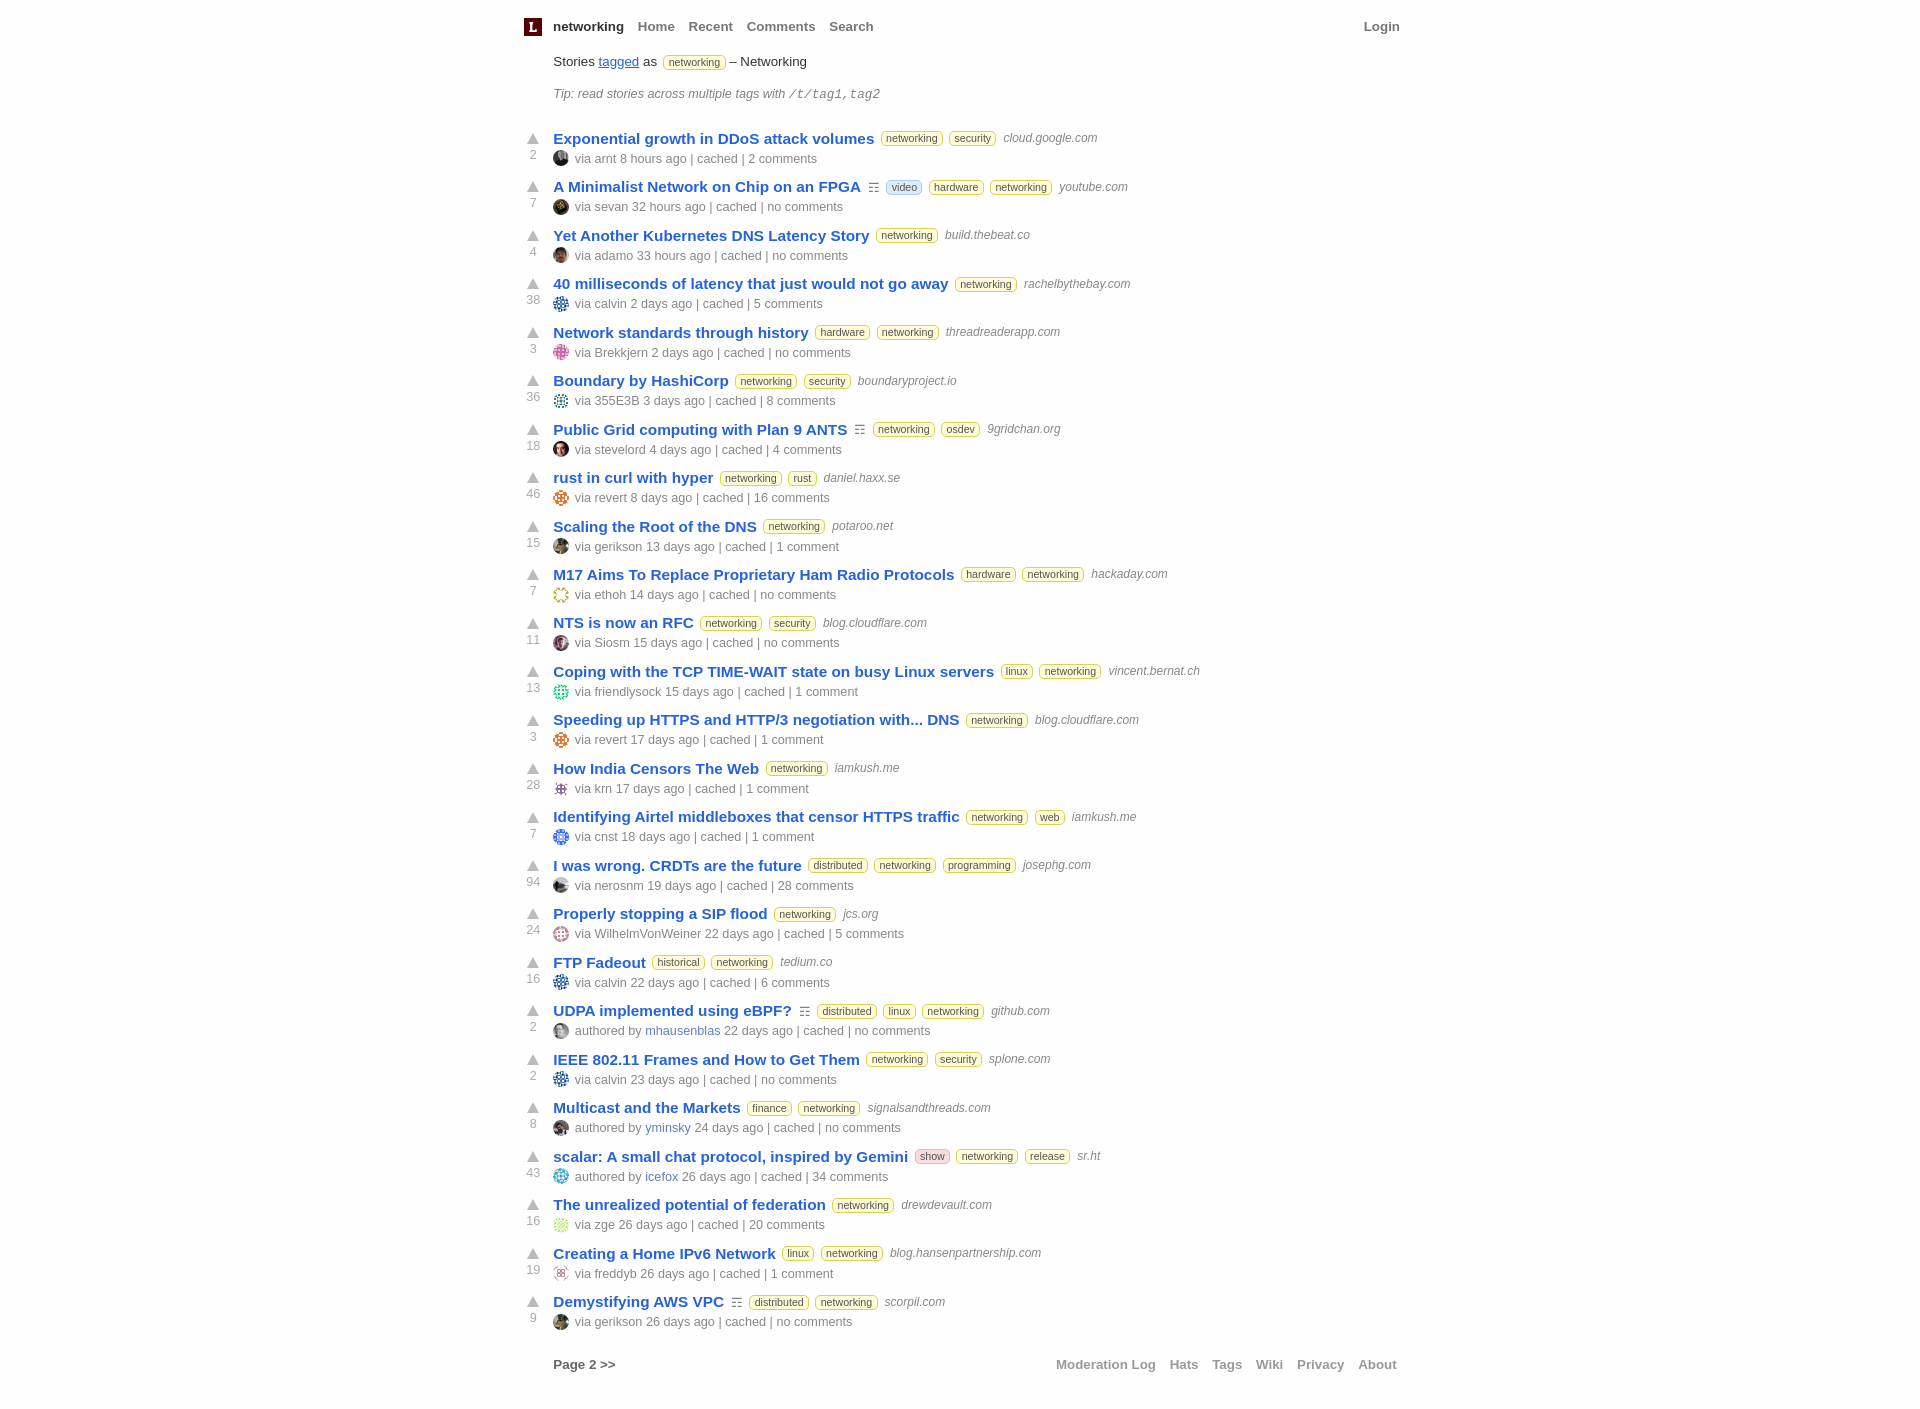 L networking Home Recent Comments Search Login
Stories tagged as networking – Networking
Tip: read stories across multiple tags with /t/tag1,tag2
Exponential growth in DDoS attack volumes networking security cloud.google.com
2 via arnt 8 hours ago | cached | 2 comments
A Minimalist Network on Chip on an FPGA ☶ video hardware networking youtube.com
7 via sevan 32 hours ago | cached | no comments
Yet Another Kubernetes DNS Latency Story networking build.thebeat.co
4 via adamo 33 hours ago | cached | no comments
40 milliseconds of latency that just would not go away networking rachelbythebay.com
38 via calvin 2 days ago | cached | 5 comments
Network standards through history hardware networking threadreaderapp.com
3 via Brekkjern 2 days ago | cached | no comments
Boundary by HashiCorp networking security boundaryproject.io
36 via 355E3B 3 days ago | cached | 8 comments
Public Grid computing with Plan 9 ANTS ☶ networking osdev 9gridchan.org
18 via stevelord 4 days ago | cached | 4 comments
rust in curl with hyper networking rust daniel.haxx.se
46 via revert 8 days ago | cached | 16 comments
Scaling the Root of the DNS networking potaroo.net
15 via gerikson 13 days ago | cached | 1 comment
M17 Aims To Replace Proprietary Ham Radio Protocols hardware networking hackaday.com
7 via ethoh 14 days ago | cached | no comments
NTS is now an RFC networking security blog.cloudflare.com
11 via Siosm 15 days ago | cached | no comments
Coping with the TCP TIME-WAIT state on busy Linux servers linux networking vincent.bernat.ch
13 via friendlysock 15 days ago | cached | 1 comment
Speeding up HTTPS and HTTP/3 negotiation with... DNS networking blog.cloudflare.com
3 via revert 17 days ago | cached | 1 comment
How India Censors The Web networking iamkush.me
28 via krn 17 days ago | cached | 1 comment
Identifying Airtel middleboxes that censor HTTPS traffic networking web iamkush.me
7 via cnst 18 days ago | cached | 1 comment
I was wrong. CRDTs are the future distributed networking programming josephg.com
94 via nerosnm 19 days ago | cached | 28 comments
Properly stopping a SIP flood networking jcs.org
24 via WilhelmVonWeiner 22 days ago | cached | 5 comments
FTP Fadeout historical networking tedium.co
16 via calvin 22 days ago | cached | 6 comments
UDPA implemented using eBPF? ☶ distributed linux networking github.com
2 authored by mhausenblas 22 days ago | cached | no comments
IEEE 802.11 Frames and How to Get Them networking security splone.com
2 via calvin 23 days ago | cached | no comments
Multicast and the Markets finance networking signalsandthreads.com
8 authored by yminsky 24 days ago | cached | no comments
scalar: A small chat protocol, inspired by Gemini show networking release sr.ht
43 authored by icefox 26 days ago | cached | 34 comments
The unrealized potential of federation networking drewdevault.com
16 via zge 26 days ago | cached | 20 comments
Creating a Home IPv6 Network linux networking blog.hansenpartnership.com
19 via freddyb 26 days ago | cached | 1 comment
Demystifying AWS VPC ☶ distributed networking scorpil.com
9 via gerikson 26 days ago | cached | no comments
Page 2 >> Moderation Log Hats Tags Wiki Privacy About